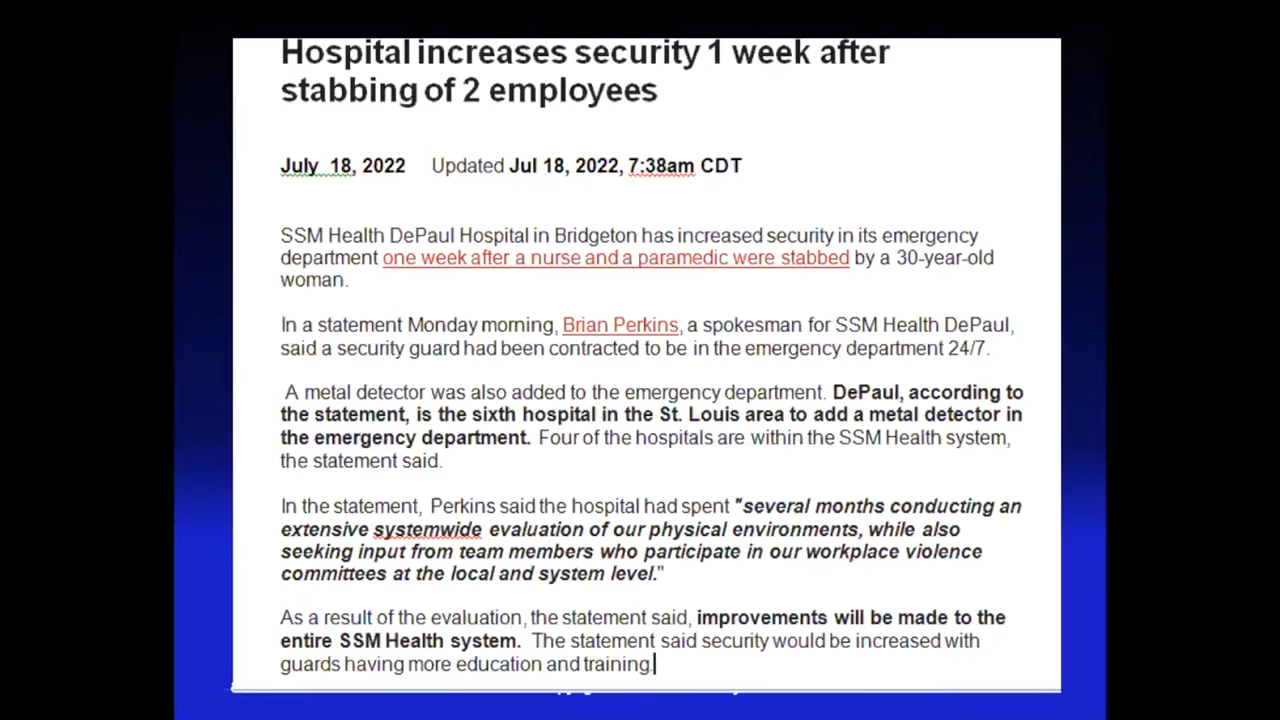 Hospital increases security 1 week after
stabbing of 2 employees
July 18, 2022 Updated Jul 18, 2022, 7:38am CDT
SSM Health DePaul Hospital in Bridgeton has increased security in its emergency
department one week after a nurse and a paramedic were stabbed by a 30-year-old
woman.
In a statement Monday morning, Brian Perkins, a spokesman for SSM Health DePaul,
said a security guard had been contracted to be in the emergency department 24/7.
A metal detector was also added to the emergency department. DePaul, according to
the statement, is the sixth hospital in the St. Louis area to add a metal detector in
the emergency department. Four of the hospitals are within the SSM Health system,
the statement said.
In the statement, Perkins said the hospital had spent "several months conducting an
extensive systemwide evaluation of our physical environments, while also
seeking input from team members who participate in our workplace violence
committees at the local and system level."
As a result of the evaluation, the statement said, improvements will be made to the
entire SSM Health system. The statement said security would be increased with
guards having more education and training.